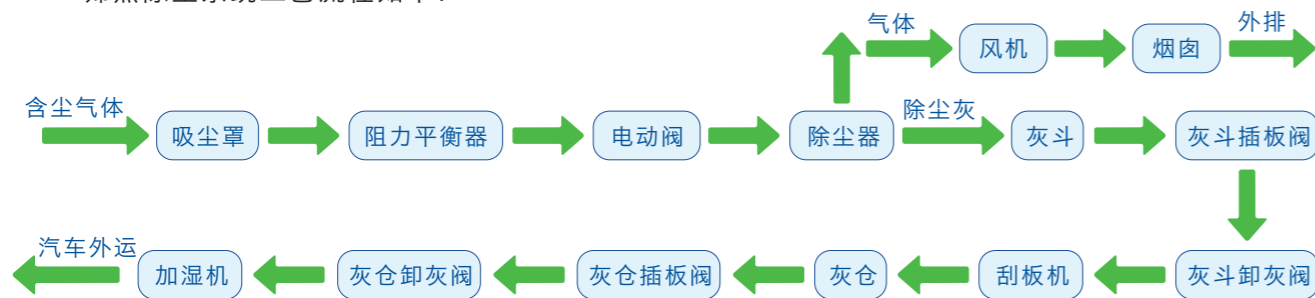 气体 风机 烟囱 外排
含尘气体 吸尘罩 阻力平衡器 电动阀 除尘器 除尘灰 灰斗 灰斗插板阀
汽车外运 加湿机 灰仓卸灰阀 灰仓插板阀 灰仓 刮板机 灰斗卸灰阀